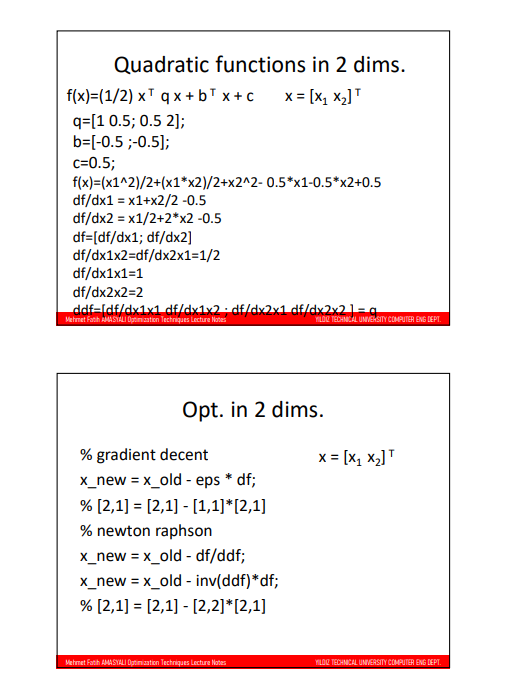 Quadratic functions in 2 dims.
f(x)=(1/2) xᵀ q x + bᵀ x + c x = [x₁ x₂]ᵀ
q=[1 0.5; 0.5 2];
b=[-0.5 ;-0.5];
c=0.5;
f(x)=(x1^2)/2+(x1*x2)/2+x2^2- 0.5*x1-0.5*x2+0.5
df/dx1 = x1+x2/2 -0.5
df/dx2 = x1/2+2*x2 -0.5
df=[df/dx1; df/dx2]
df/dx1x2=df/dx2x1=1/2
df/dx1x1=1
df/dx2x2=2
ddf=[df/dx1x1 df/dx1x2 ; df/dx2x1 df/dx2x2 ] = q
Mehmet Fatih AMASYALI Optimization Techniques Lecture Notes YILDIZ TECHNICAL UNIVERSITY COMPUTER ENG DEPT.
Opt. in 2 dims.
% gradient decent x = [x₁ x₂]ᵀ
x_new = x_old - eps * df;
% [2,1] = [2,1] - [1,1]*[2,1]
% newton raphson
x_new = x_old - df/ddf;
x_new = x_old - inv(ddf)*df;
% [2,1] = [2,1] - [2,2]*[2,1]
Mehmet Fatih AMASYALI Optimization Techniques Lecture Notes YILDIZ TECHNICAL UNIVERSITY COMPUTER ENG DEPT.